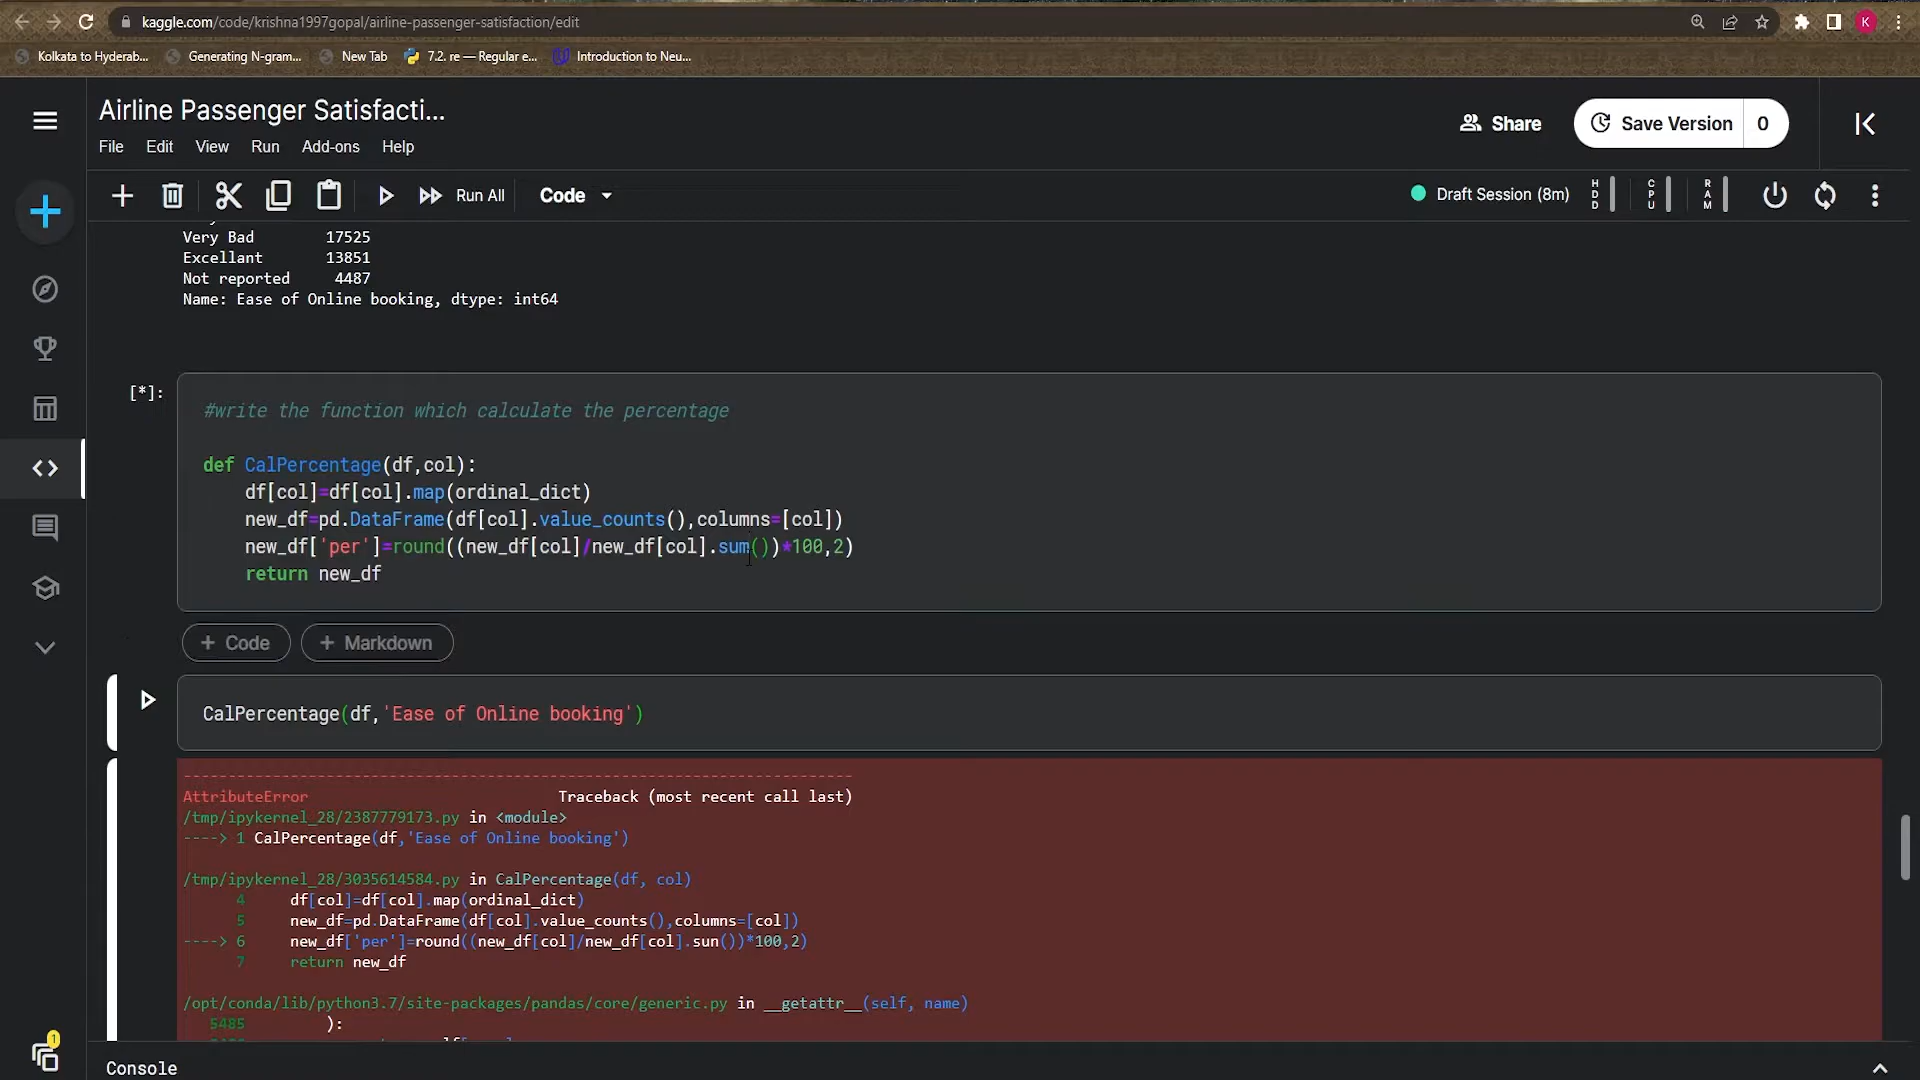 kaggle.com/code/krishna1997gopal/airline-passenger-satisfaction/edit
K
Kolkata to Hyderab...
Generating N-gram...
New Tab
7.2. re — Regular e...
Introduction to Neu...
Airline Passenger Satisfacti...
Share
Save Version
0
File Edit View Run Add-ons Help
Run All
Code
Draft Session (8m)
HDD
CPU
RAM
Very Bad 17525
Excellant 13851
Not reported 4487
Name: Ease of Online booking, dtype: int64
[*]:
#write the function which calculate the percentage
def CalPercentage(df,col):
df[col]=df[col].map(ordinal_dict)
new_df=pd.DataFrame(df[col].value_counts(),columns=[col])
new_df['per']=round((new_df[col]/new_df[col].sum())*100,2)
return new_df
+ Code
+ Markdown
CalPercentage(df,'Ease of Online booking')
---------------------------------------------------------------------------
AttributeError Traceback (most recent call last)
/tmp/ipykernel_28/2387779173.py in <module>
----> 1 CalPercentage(df,'Ease of Online booking')
/tmp/ipykernel_28/3035614584.py in CalPercentage(df, col)
4 df[col]=df[col].map(ordinal_dict)
5 new_df=pd.DataFrame(df[col].value_counts(),columns=[col])
----> 6 new_df['per']=round((new_df[col]/new_df[col].sun())*100,2)
7 return new_df
/opt/conda/lib/python3.7/site-packages/pandas/core/generic.py in __getattr__(self, name)
5485 ):
1
Console